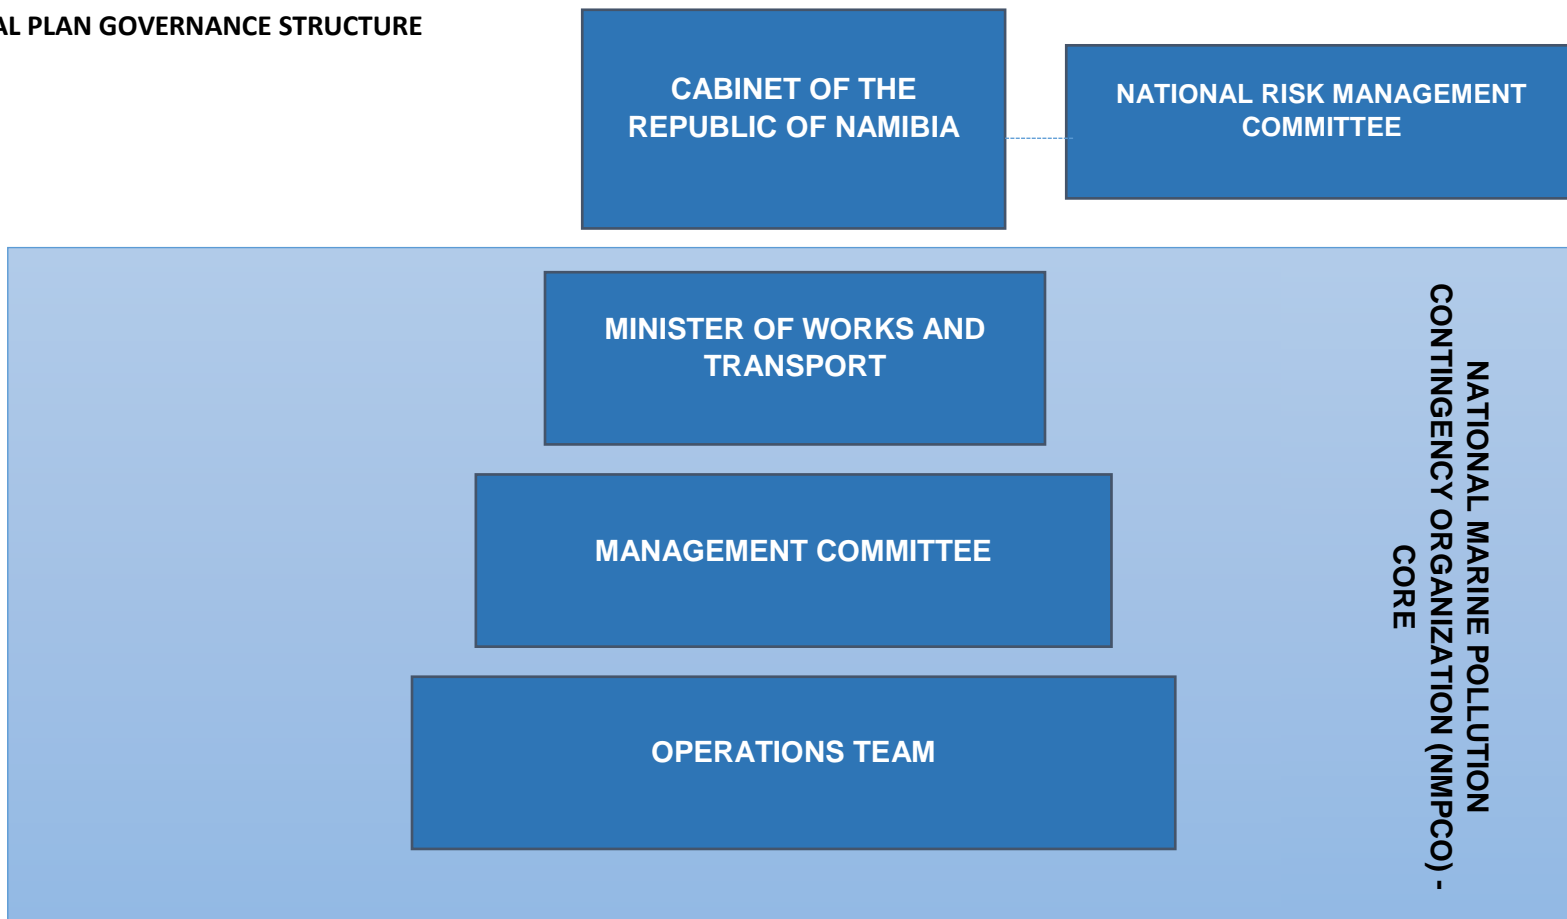 AL PLAN GOVERNANCE STRUCTURE
CABINET OF THE
REPUBLIC OF NAMIBIA
NATIONAL RISK MANAGEMENT
COMMITTEE
MINISTER OF WORKS AND
TRANSPORT
MANAGEMENT COMMITTEE
OPERATIONS TEAM
NATIONAL MARINE POLLUTION
CONTINGENCY ORGANIZATION (NMPCO) -
CORE